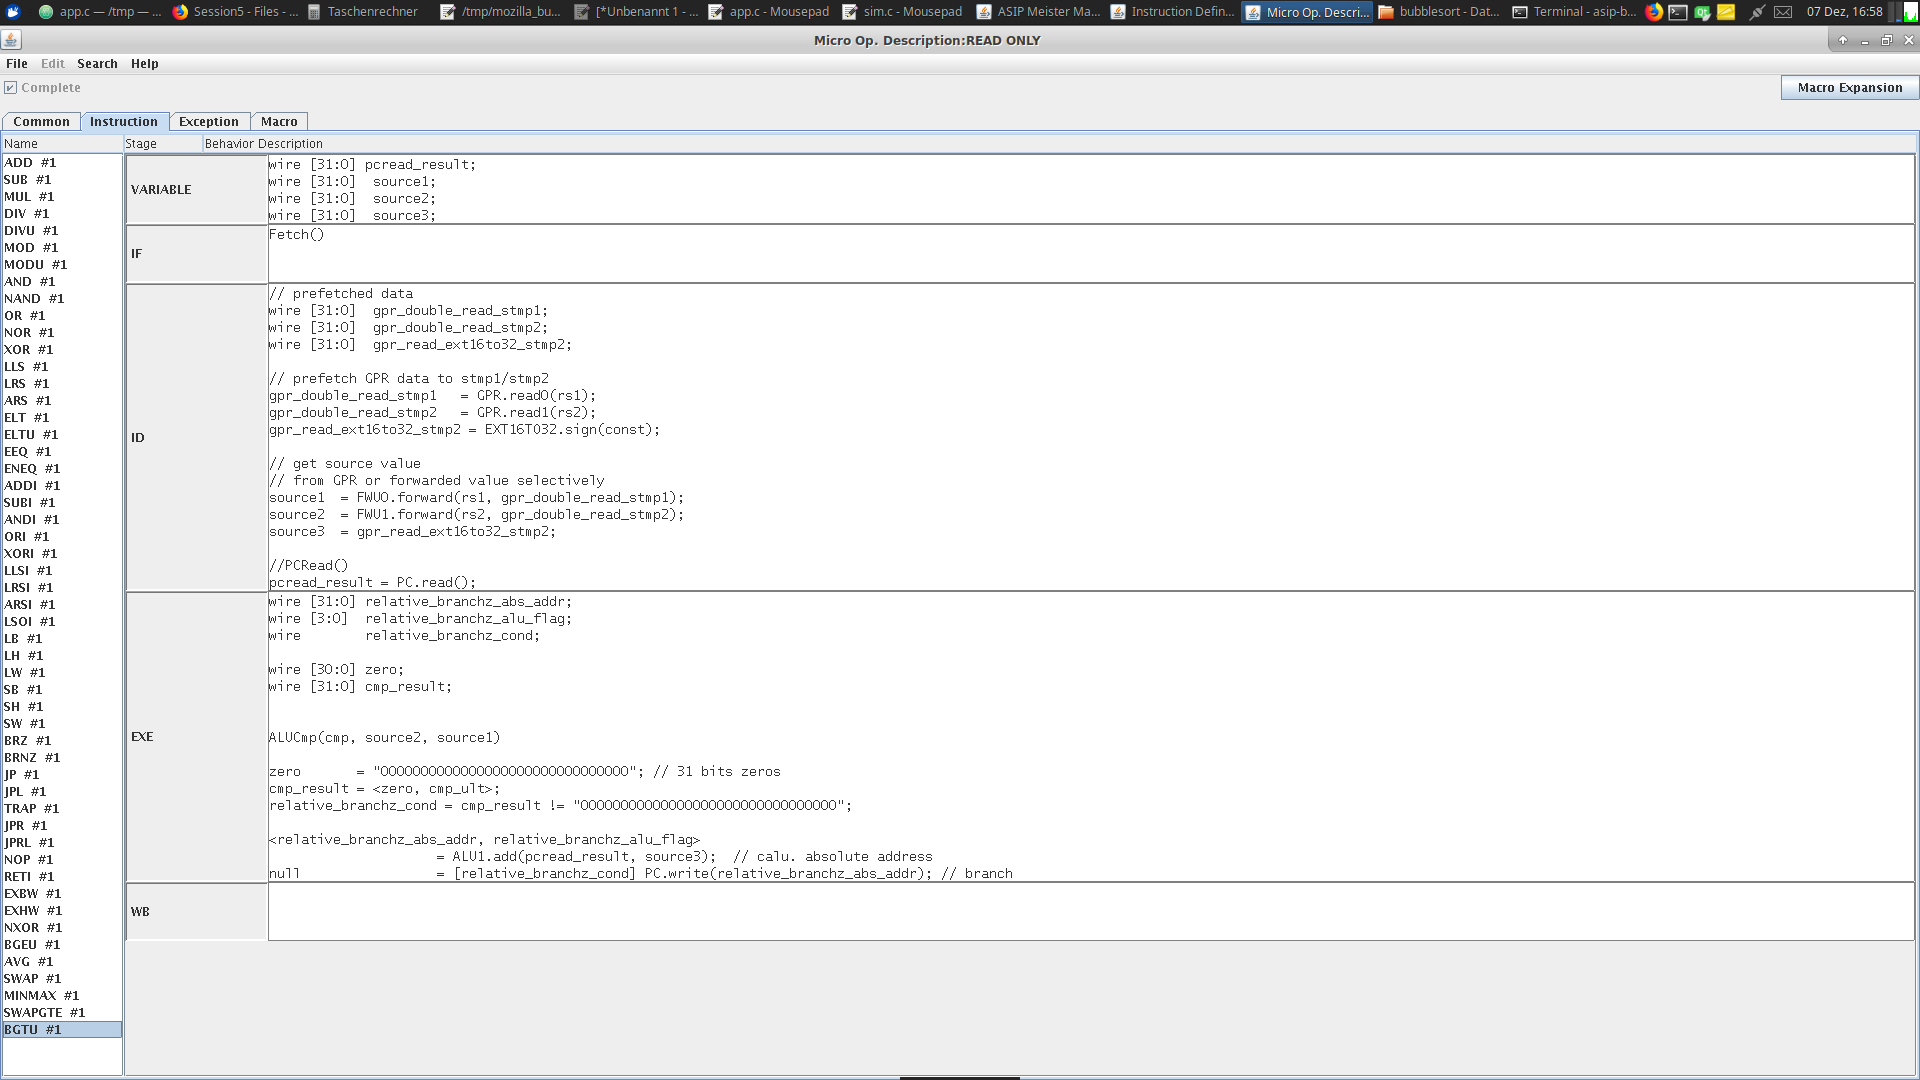 app.c — /tmp — ...
Session5 - Files - ...
Taschenrechner
/tmp/mozilla_bu...
[*Unbenannt 1 - ...
app.c - Mousepad
sim.c - Mousepad
ASIP Meister Ma...
Instruction Defin...
Micro Op. Descri...
bubblesort - Dat...
Terminal - asip-b...
07 Dez, 16:58
Micro Op. Description:READ ONLY
File Edit Search Help
Complete
Macro Expansion
Common Instruction Exception Macro
Name
Stage
Behavior Description
ADD #1
SUB #1
MUL #1
DIV #1
DIVU #1
MOD #1
MODU #1
AND #1
NAND #1
OR #1
NOR #1
XOR #1
LLS #1
LRS #1
ARS #1
ELT #1
ELTU #1
EEQ #1
ENEQ #1
ADDI #1
SUBI #1
ANDI #1
ORI #1
XORI #1
LLSI #1
LRSI #1
ARSI #1
LSOI #1
LB #1
LH #1
LW #1
SB #1
SH #1
SW #1
BRZ #1
BRNZ #1
JP #1
JPL #1
TRAP #1
JPR #1
JPRL #1
NOP #1
RETI #1
EXBW #1
EXHW #1
NXOR #1
BGEU #1
AVG #1
SWAP #1
MINMAX #1
SWAPGTE #1
BGTU #1
VARIABLE
wire [31:0] pcread_result;
wire [31:0]  source1;
wire [31:0]  source2;
wire [31:0]  source3;
IF
Fetch()
ID
// prefetched data
wire [31:0]  gpr_double_read_stmp1;
wire [31:0]  gpr_double_read_stmp2;
wire [31:0]  gpr_read_ext16to32_stmp2;
// prefetch GPR data to stmp1/stmp2
gpr_double_read_stmp1   = GPR.read0(rs1);
gpr_double_read_stmp2   = GPR.read1(rs2);
gpr_read_ext16to32_stmp2 = EXT16TO32.sign(const);
// get source value
// from GPR or forwarded value selectively
source1  = FWU0.forward(rs1, gpr_double_read_stmp1);
source2  = FWU1.forward(rs2, gpr_double_read_stmp2);
source3  = gpr_read_ext16to32_stmp2;
//PCRead()
pcread_result = PC.read();
EXE
wire [31:0] relative_branchz_abs_addr;
wire [3:0]  relative_branchz_alu_flag;
wire        relative_branchz_cond;
wire [30:0] zero;
wire [31:0] cmp_result;
ALUCmp(cmp, source2, source1)
zero       = "0000000000000000000000000000000"; // 31 bits zeros
cmp_result = <zero, cmp_ult>;
relative_branchz_cond = cmp_result != "00000000000000000000000000000000";
<relative_branchz_abs_addr, relative_branchz_alu_flag>
= ALU1.add(pcread_result, source3);  // calu. absolute address
null                 = [relative_branchz_cond] PC.write(relative_branchz_abs_addr); // branch
WB